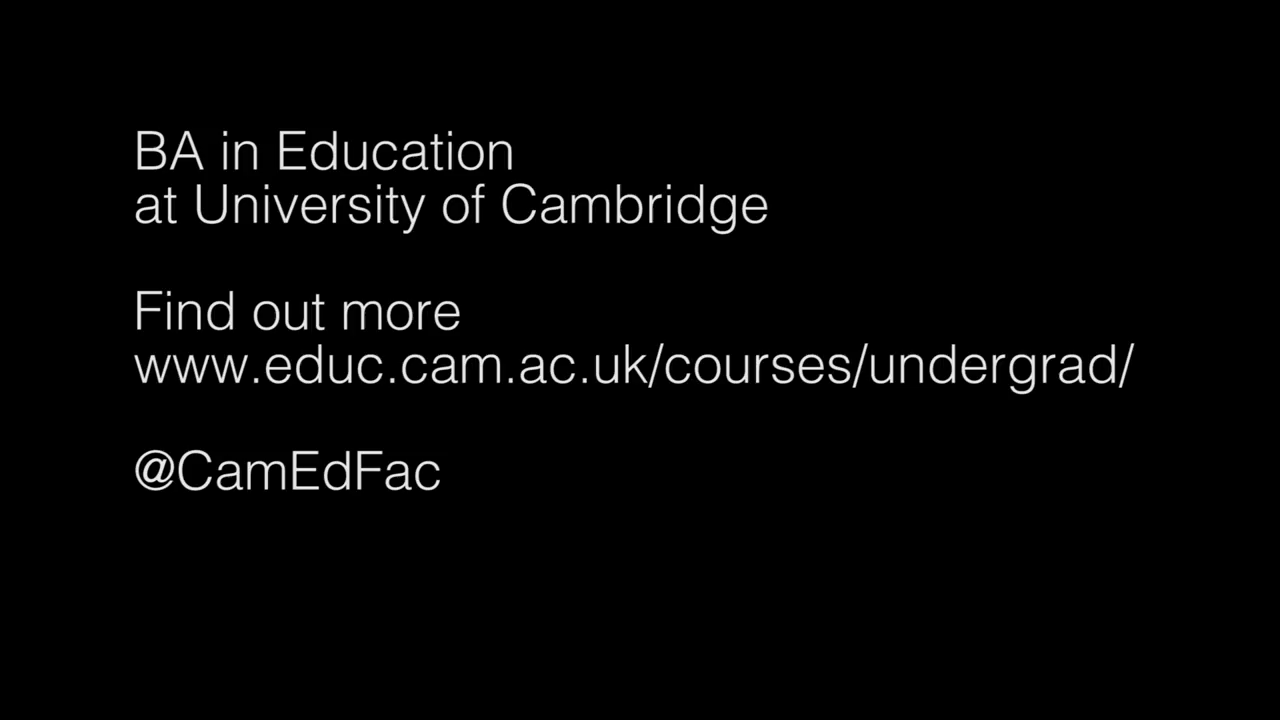 BA in Education
at University of Cambridge
Find out more
www.educ.cam.ac.uk/courses/undergrad/
@CamEdFac